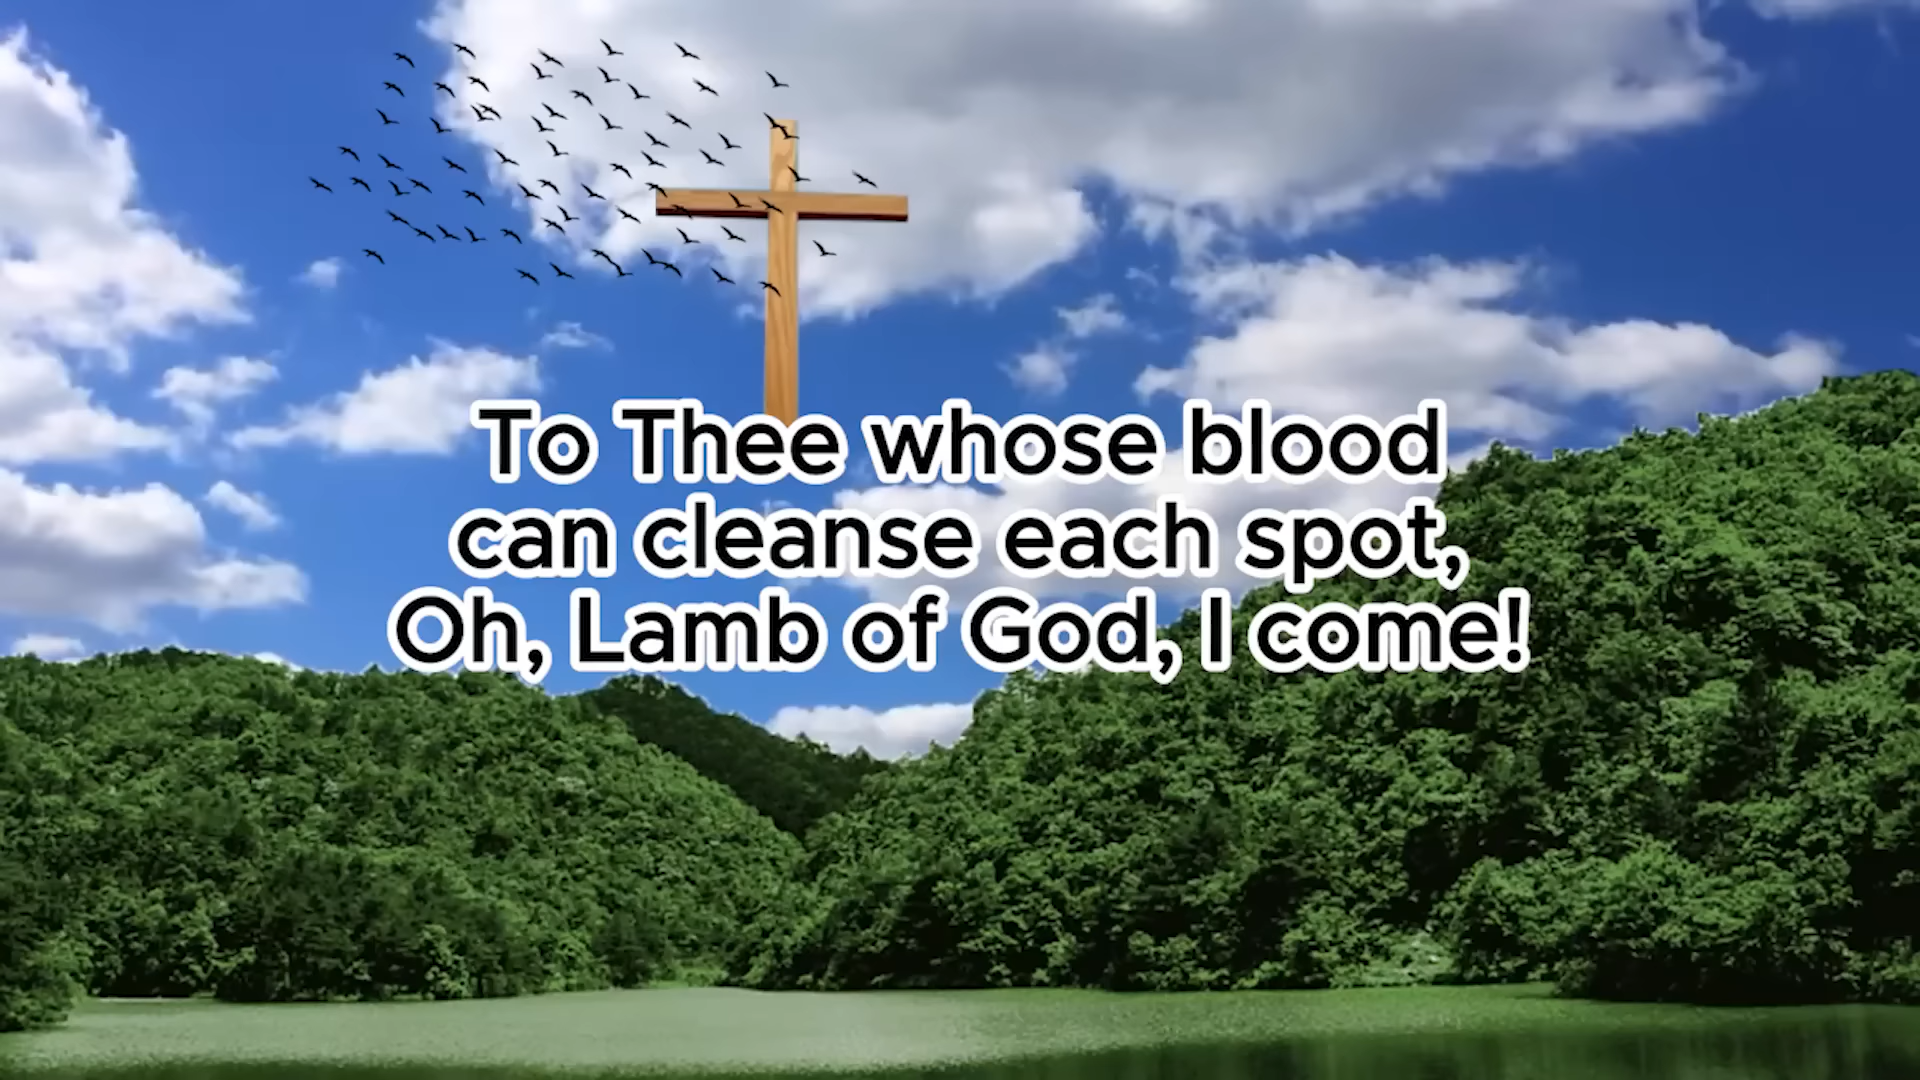 To Thee whose blood
can cleanse each spot,
Oh, Lamb of God, I come!